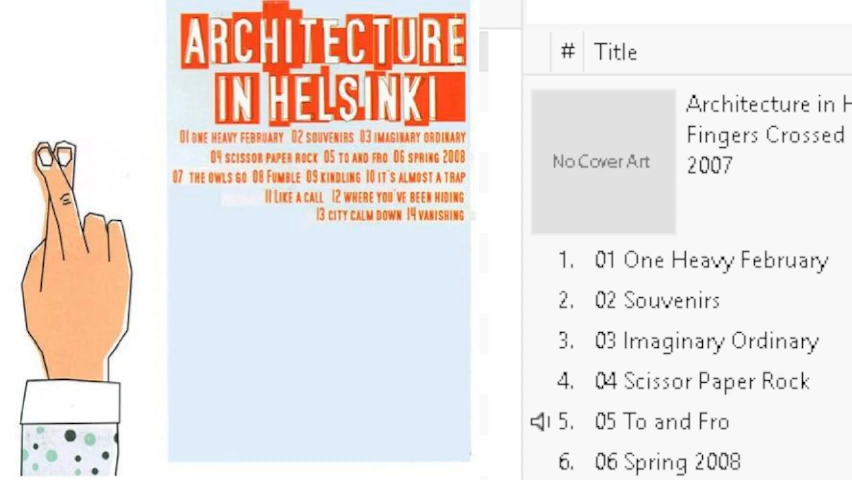 ARCHITECTURE
IN HELSINKI
01 ONE HEAVY FEBRUARY 02 SOUVENIRS 03 IMAGINARY ORDINARY
04 SCISSOR PAPER ROCK 05 TO AND FRO 06 SPRING 2008
07 THE OWLS GO 08 FUMBLE 09 KINDLING 10 IT'S ALMOST A TRAP
11 LIKE A CALL 12 WHERE YOU'VE BEEN HIDING
13 CITY CALM DOWN 14 VANISHING
# Title
No Cover Art
Architecture in H
Fingers Crossed
2007
1. 01 One Heavy February
2. 02 Souvenirs
3. 03 Imaginary Ordinary
4. 04 Scissor Paper Rock
5. 05 To and Fro
6. 06 Spring 2008